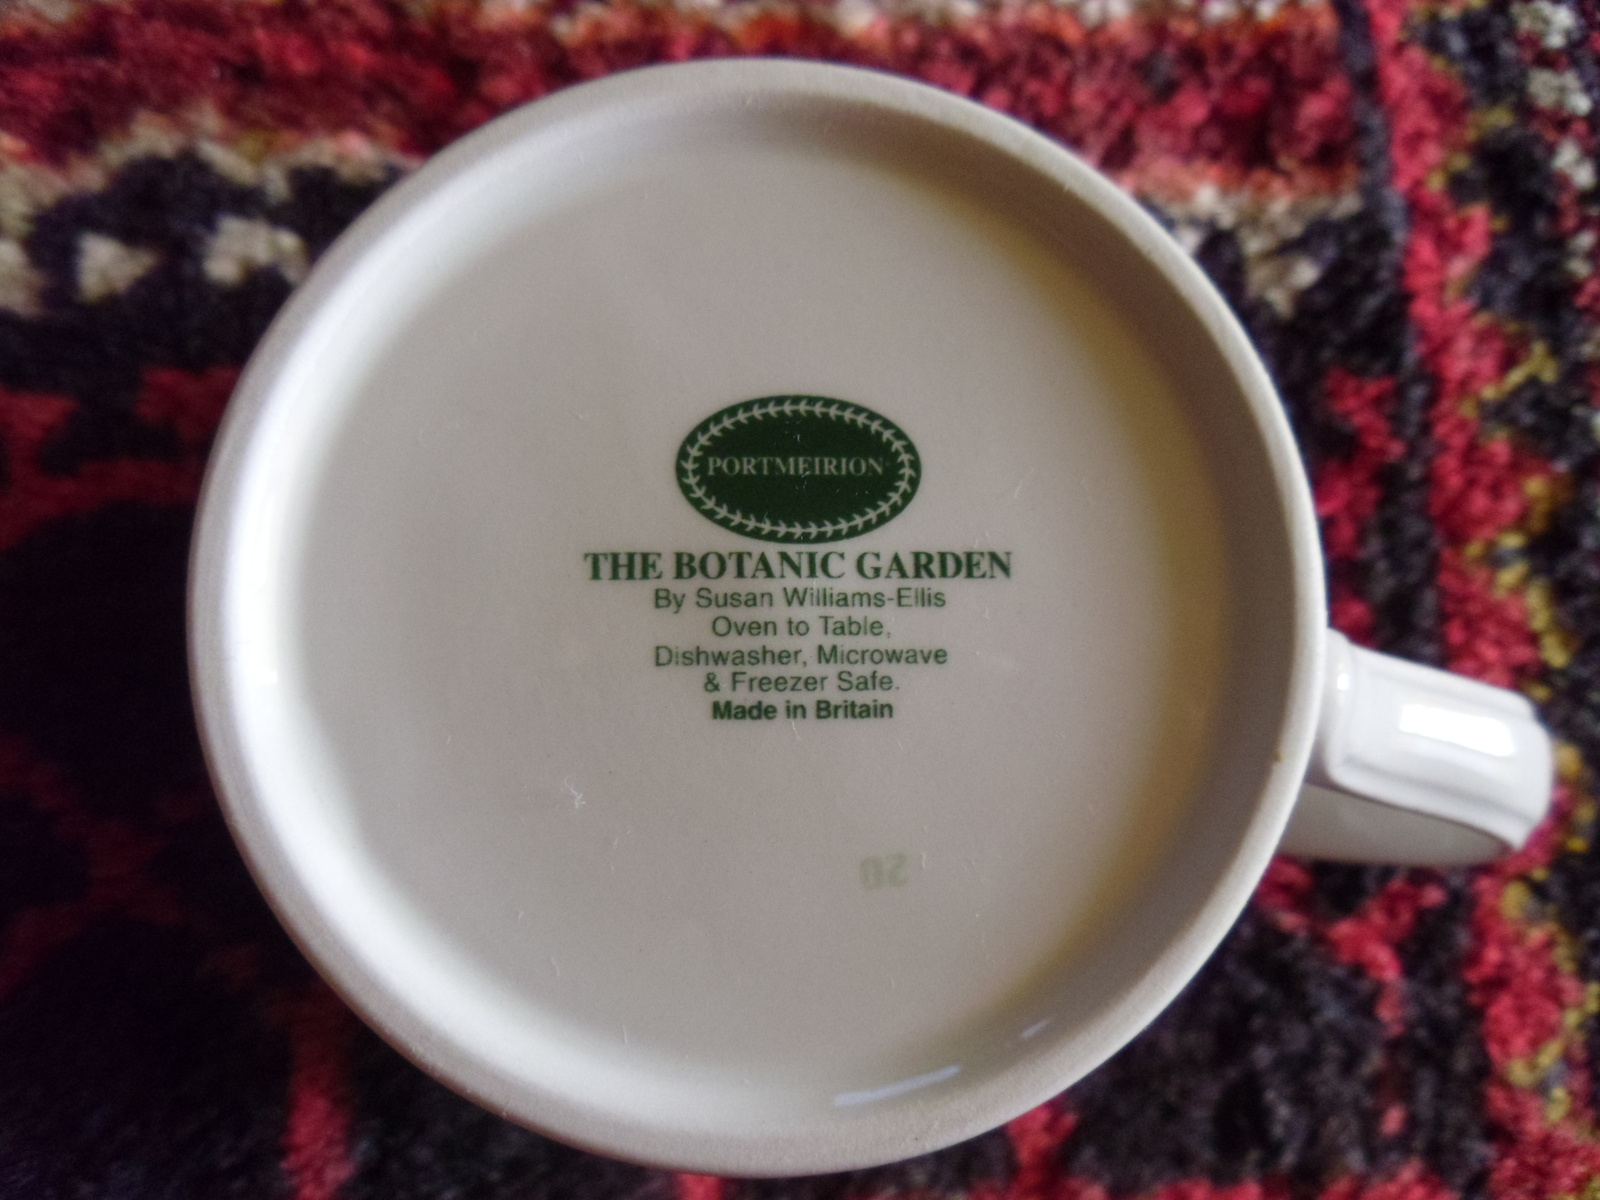 PORTMEIRION
THE BOTANIC GARDEN
By Susan Williams-Ellis
Oven to Table,
Dishwasher, Microwave
& Freezer Safe.
Made in Britain
20